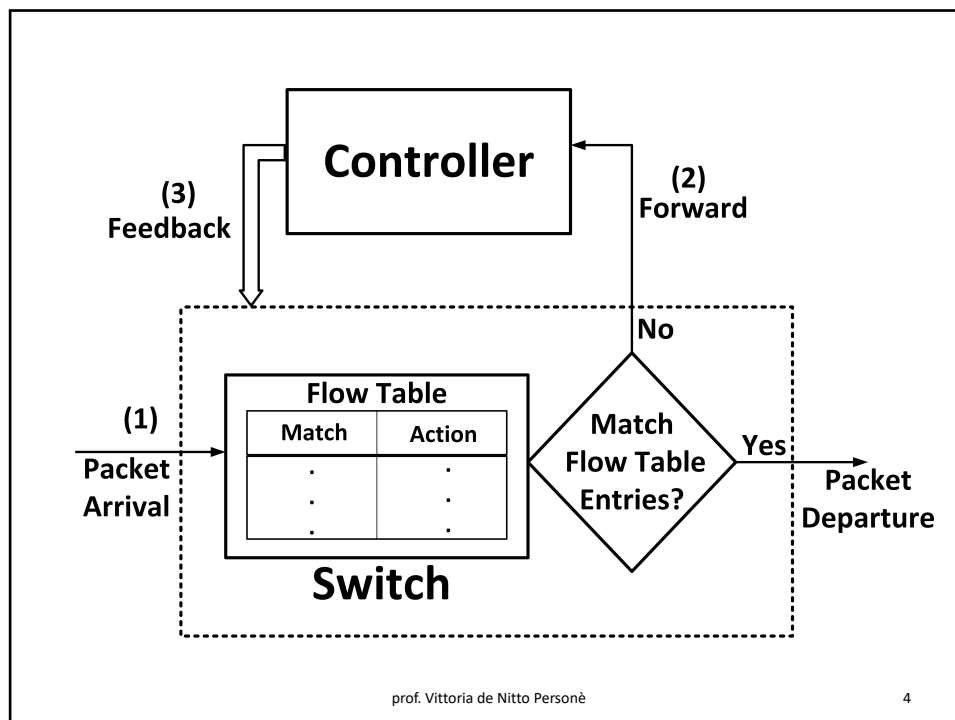 Controller
(3)
Feedback
(2)
Forward
No
Flow Table
Match Action
. .
. .
. .
(1)
Packet
Arrival
Match
Flow Table
Entries?
Yes
Packet
Departure
Switch
prof. Vittoria de Nitto Personè 4